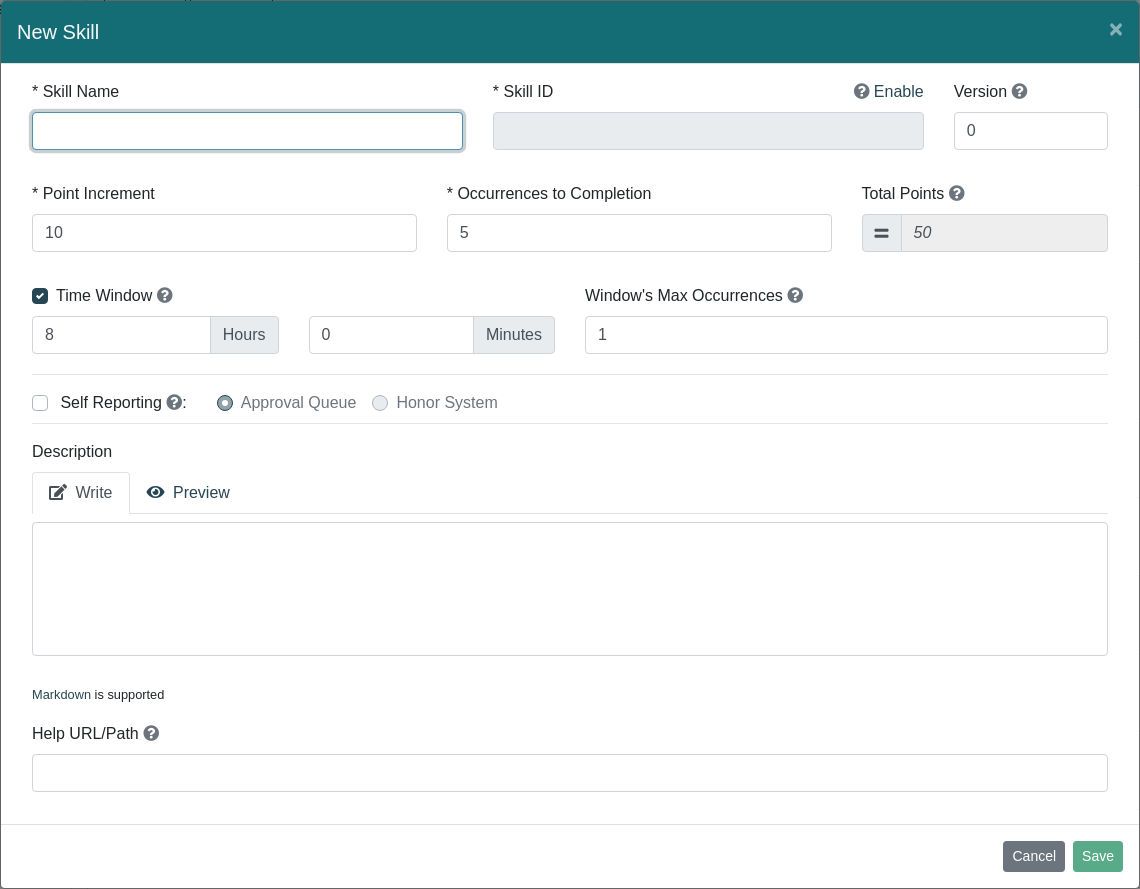 New Skill ×
* Skill Name * Skill ID Enable Version
0
* Point Increment * Occurrences to Completion Total Points
10 5 = 50
Time Window Window's Max Occurrences
8 Hours 0 Minutes 1
Self Reporting : Approval Queue Honor System
Description
Write Preview
Markdown is supported
Help URL/Path
Cancel Save